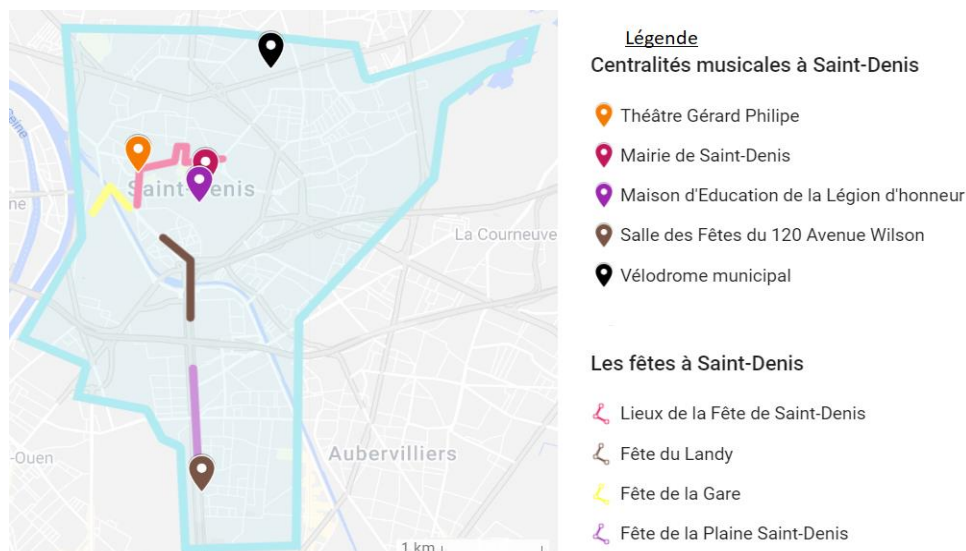 Légende
Centralités musicales à Saint-Denis
Théâtre Gérard Philipe
Mairie de Saint-Denis
Maison d'Education de la Légion d'honneur
Salle des Fêtes du 120 Avenue Wilson
Vélodrome municipal
Les fêtes à Saint-Denis
Lieux de la Fête de Saint-Denis
Fête du Landy
Fête de la Gare
Fête de la Plaine Saint-Denis
Seine
ne
Saint-Denis
La Courneuve
-Ouen
Aubervilliers
1 km